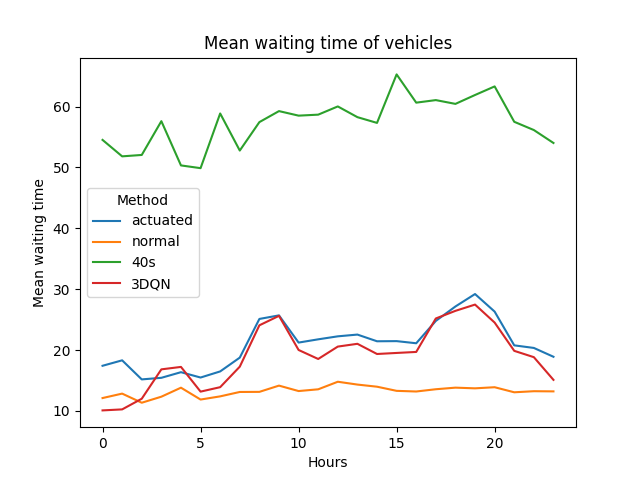 Mean waiting time of vehicles
Mean waiting time
60
50
40
30
20
10
Method
actuated
normal
40s
3DQN
0
5
10
15
20
Hours